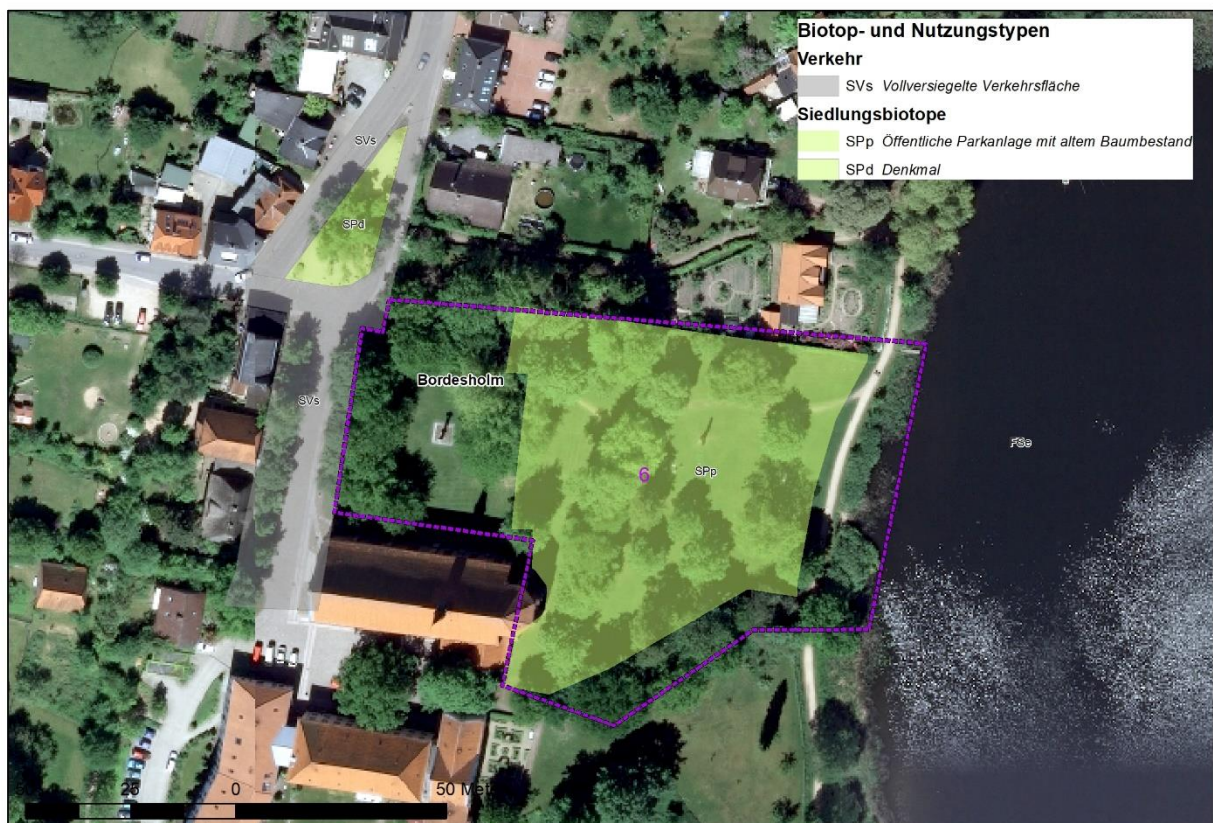 Biotop- und Nutzungstypen
Verkehr
SVs Vollversiegelte Verkehrsfläche
Siedlungsbiotope
SPp Öffentliche Parkanlage mit altem Baumbestand
SPd Denkmal
SVs
SPd
Bordesholm
SVs
FSe
6
SPp
25 0 50 Met